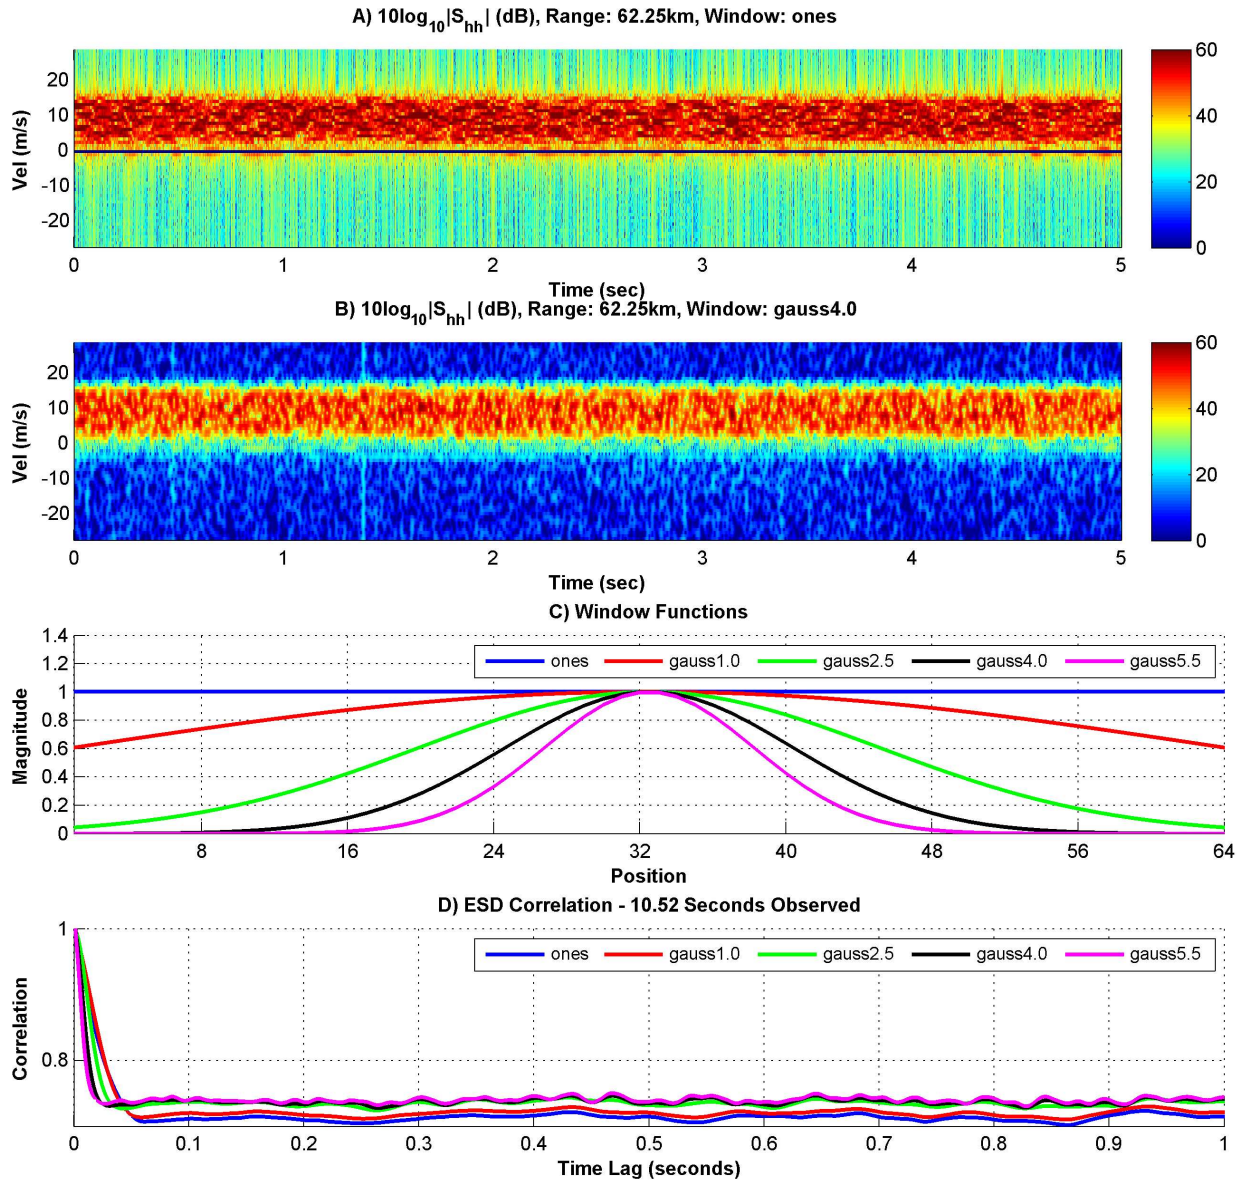 A) 10log10|Shh| (dB), Range: 62.25km, Window: ones
Vel (m/s)
20
10
0
-10
-20
0 1 2 3 4 5
Time (sec)
60
40
20
0
B) 10log10|Shh| (dB), Range: 62.25km, Window: gauss4.0
Vel (m/s)
20
10
0
-10
-20
0 1 2 3 4 5
Time (sec)
60
40
20
0
C) Window Functions
Magnitude
1.4
1.2
1
0.8
0.6
0.4
0.2
0
ones gauss1.0 gauss2.5 gauss4.0 gauss5.5
8 16 24 32 40 48 56 64
Position
D) ESD Correlation - 10.52 Seconds Observed
Correlation
1
0.8
ones gauss1.0 gauss2.5 gauss4.0 gauss5.5
0 0.1 0.2 0.3 0.4 0.5 0.6 0.7 0.8 0.9 1
Time Lag (seconds)